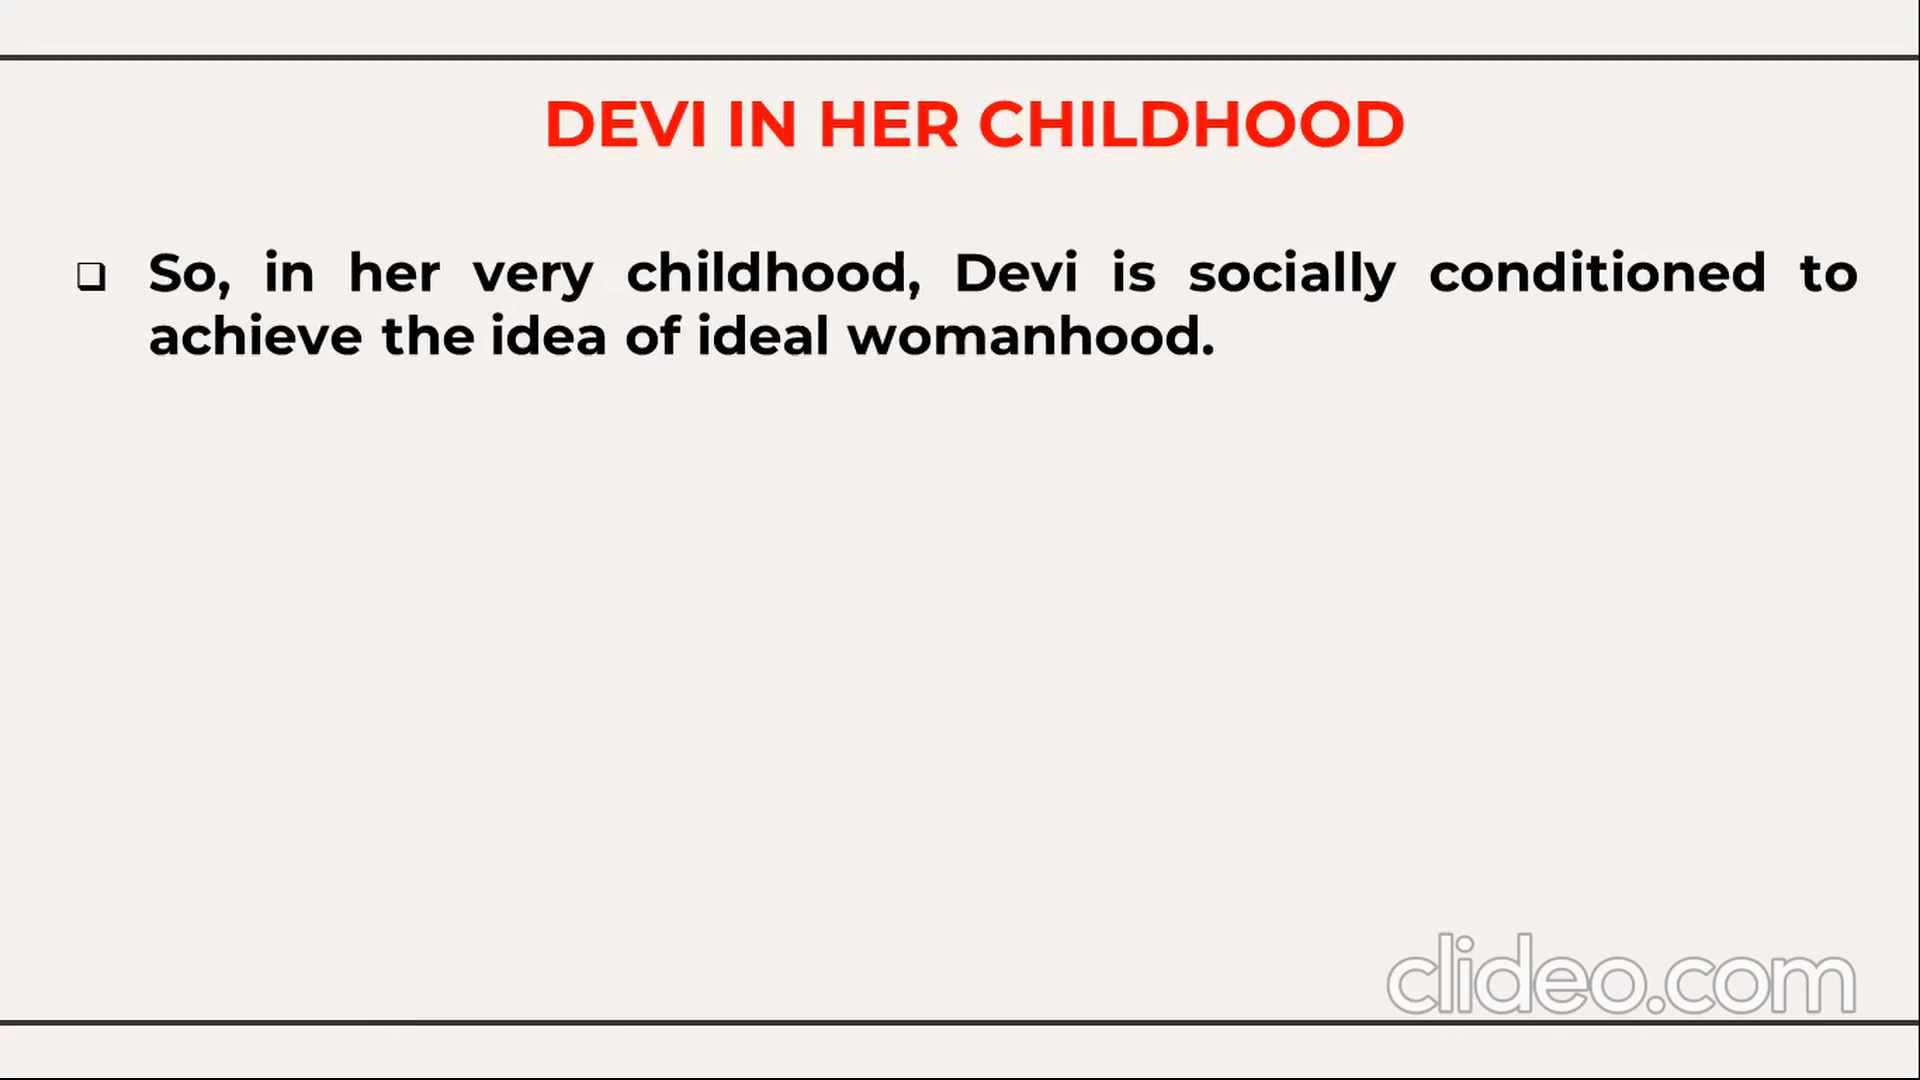 DEVI IN HER CHILDHOOD
So, in her very childhood, Devi is socially conditioned to
achieve the idea of ideal womanhood.
clideo.com